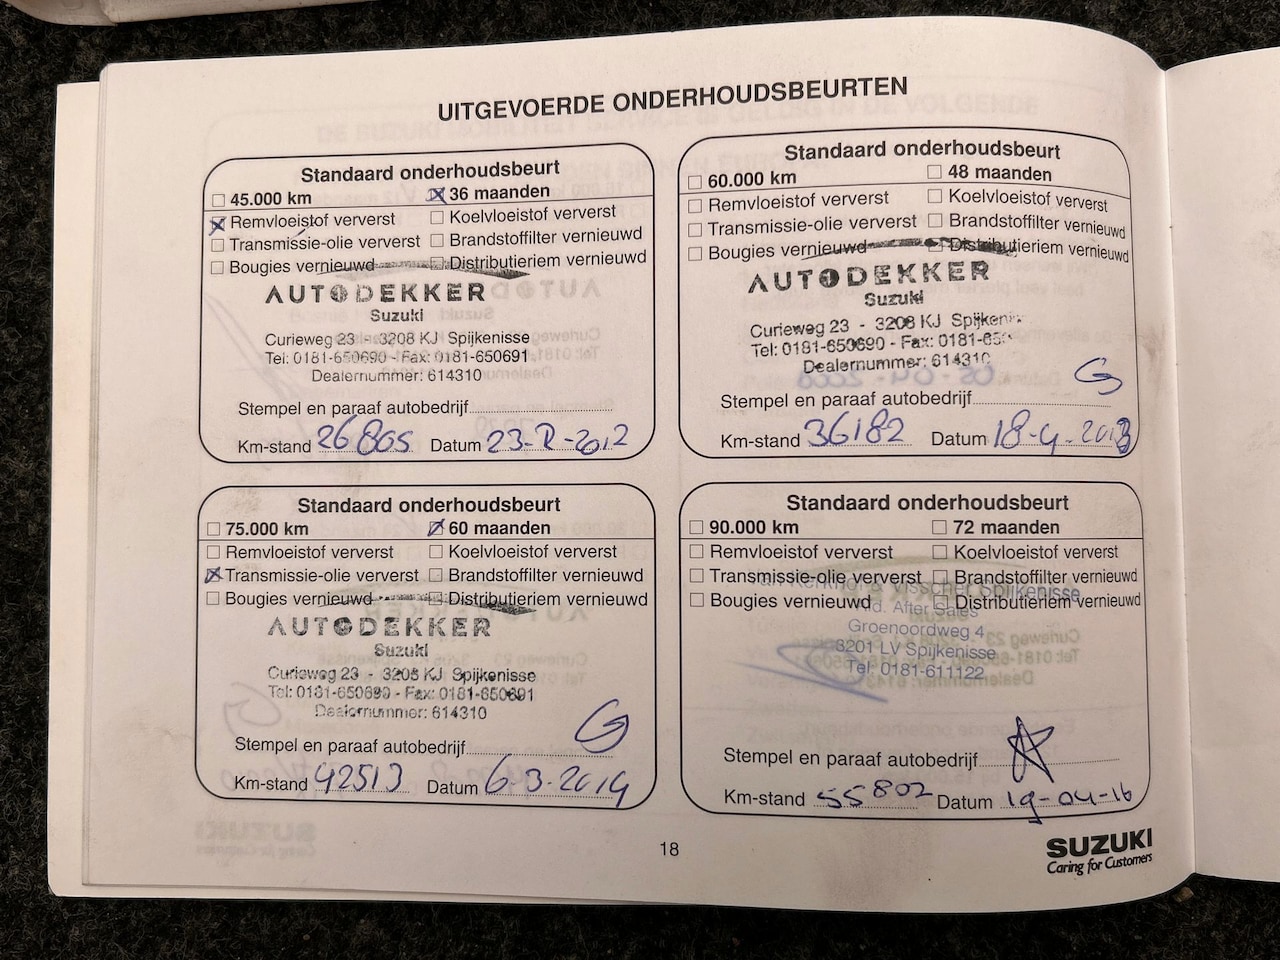 UITGEVOERDE ONDERHOUDSBEURTEN
Standaard onderhoudsbeurt
45.000 km 36 maanden
Remvloeistof ververst Koelvloeistof ververst
Transmissie-olie ververst Brandstoffilter vernieuwd
Bougies vernieuwd Distributieriem vernieuwd
AUTODEKKER
Suzuki
Curieweg 23 - 3208 KJ Spijkenisse
Tel: 0181-650690 - Fax: 0181-650691
Dealernummer: 614310
Stempel en paraaf autobedrijf
Km-stand 26805 Datum 23-2-2012
Standaard onderhoudsbeurt
60.000 km 48 maanden
Remvloeistof ververst Koelvloeistof ververst
Transmissie-olie ververst Brandstoffilter vernieuwd
Bougies vernieuwd Distributieriem vernieuwd
AUTODEKKER
Suzuki
Curieweg 23 - 3208 KJ
Tel: 0181-650690 - Fax:
Dealernummer: 614310
Stempel en paraaf autobedrijf
Km-stand 36182 Datum 18-4-2013
Standaard onderhoudsbeurt
75.000 km 60 maanden
Remvloeistof ververst Koelvloeistof ververst
Transmissie-olie ververst Brandstoffilter vernieuwd
Bougies vernieuwd Distributieriem vernieuwd
AUTODEKKER
Suzuki
Curieweg 23 - 3208 KJ Spijkenisse
Tel: 0181-650690 - Fax: 0181-650691
Dealernummer: 614310
Stempel en paraaf autobedrijf
Km-stand 42513 Datum 6-3-2014
Standaard onderhoudsbeurt
90.000 km 72 maanden
Remvloeistof ververst Koelvloeistof ververst
Transmissie-olie ververst Brandstoffilter vernieuwd
Kerkhof & Visscher Spijkenisse
Bougies vernieuwd Distributieriem vernieuwd
After Sales
Groenoordweg 4
3201 LV Spijkenisse
Tel: 0181-611122
Stempel en paraaf autobedrijf
Km-stand 55802 Datum 19-04-16
18
SUZUKI
Caring for Customers